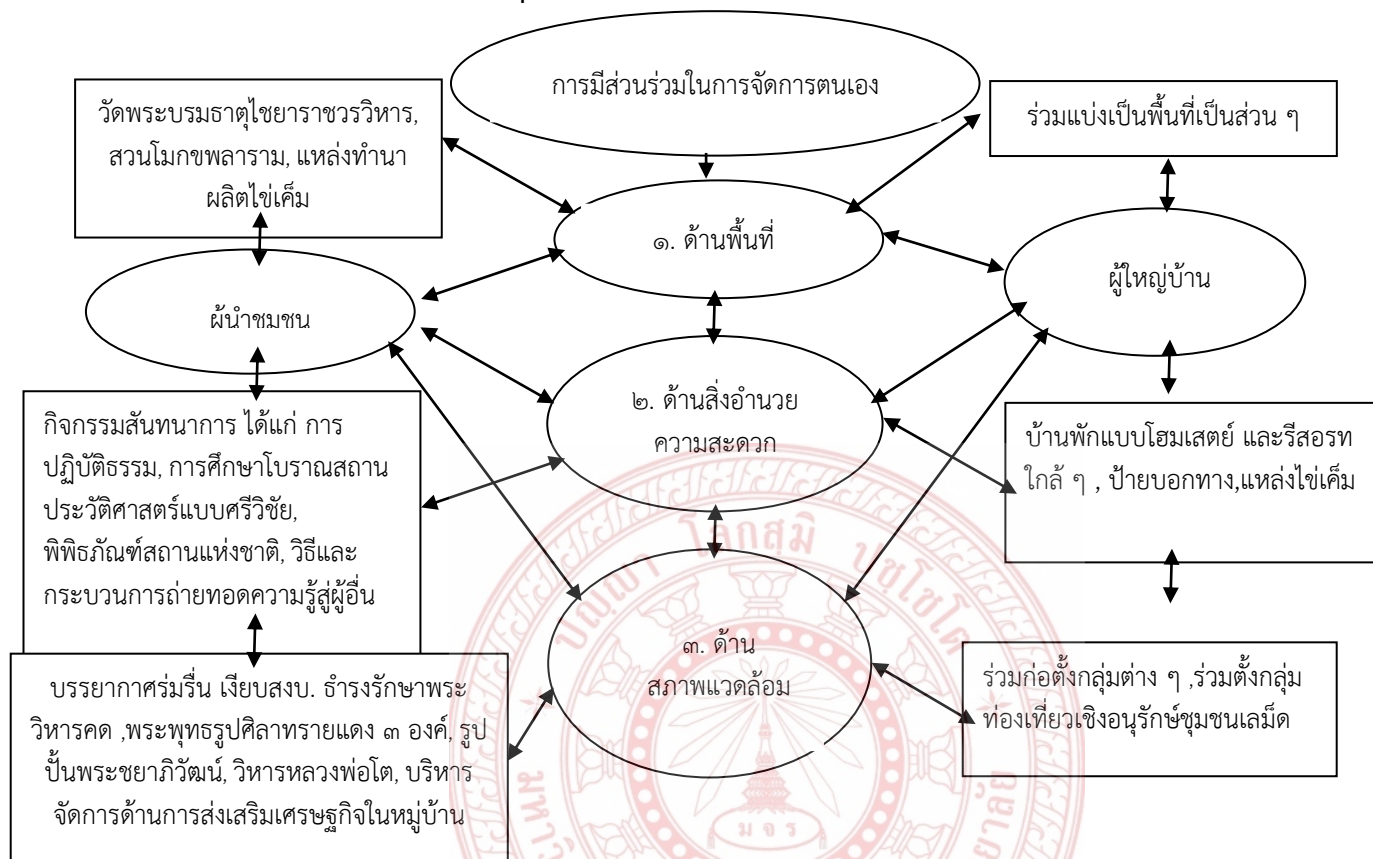 การมีส่วนร่วมในการจัดการตนเอง
วัดพระบรมธาตุไชยาราชวรวิหาร,
สวนโมกขพลาราม, แหล่งทำนา
ผลิตไข่เค็ม
ร่วมแบ่งเป็นพื้นที่เป็นส่วน ๆ
๑. ด้านพื้นที่
ผู้ใหญ่บ้าน
ผ้นำชมชน
๒. ด้านสิ่งอำนวย
ความสะดวก
กิจกรรมสันทนาการ ได้แก่ การ
ปฏิบัติธรรม, การศึกษาโบราณสถาน
ประวัติศาสตร์แบบศรีวิชัย,
พิพิธภัณฑ์สถานแห่งชาติ, วิธีและ
กระบวนการถ่ายทอดความรู้สู่ผู้อื่น
บ้านพักแบบโฮมเสตย์ และรีสอรท
ใกล้ ๆ , ป้ายบอกทาง,แหล่งไข่เค็ม
๓. ด้าน
สภาพแวดล้อม
บรรยากาศร่มรื่น เงียบสงบ. ธำรงรักษาพระ
วิหารคด ,พระพุทธรูปศิลาทรายแดง ๓ องค์, รูป
ปั้นพระชยาภิวัฒน์, วิหารหลวงพ่อโต, บริหาร
จัดการด้านการส่งเสริมเศรษฐกิจในหมู่บ้าน
ร่วมก่อตั้งกลุ่มต่าง ๆ ,ร่วมตั้งกลุ่ม
ท่องเที่ยวเชิงอนุรักษ์ชุมชนเลม็ด
ปญฺญา โลกสฺมิ ปชฺโชโต
ม จ ร